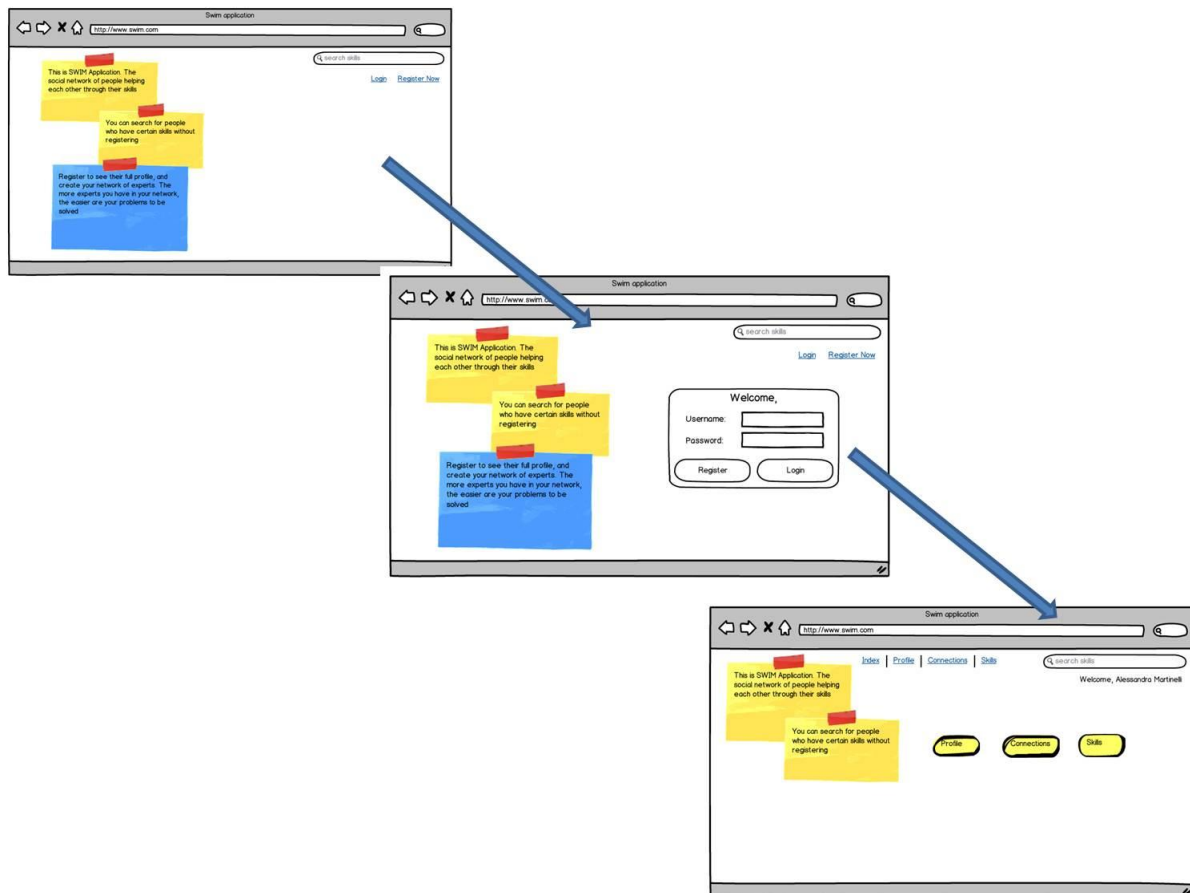 Swim application
http://www.swim.com
search skills
Login Register Now
This is SWIM Application. The
social network of people helping
each other through their skills
You can search for people
who have certain skills without
registering
Register to see their full profile, and
create your network of experts. The
more experts you have in your network,
the easier are your problems to be
solved
Swim application
http://www.swim.c
search skills
Login Register Now
This is SWIM Application. The
social network of people helping
each other through their skills
You can search for people
who have certain skills without
registering
Register to see their full profile, and
create your network of experts. The
more experts you have in your network,
the easier are your problems to be
solved
Welcome,
Username:
Password:
Register Login
Swim application
http://www.swim.com
Index Profile Connections Skills
search skills
Welcome, Alessandra Martinelli
This is SWIM Application. The
social network of people helping
each other through their skills
You can search for people
who have certain skills without
registering
Profile Connections Skills